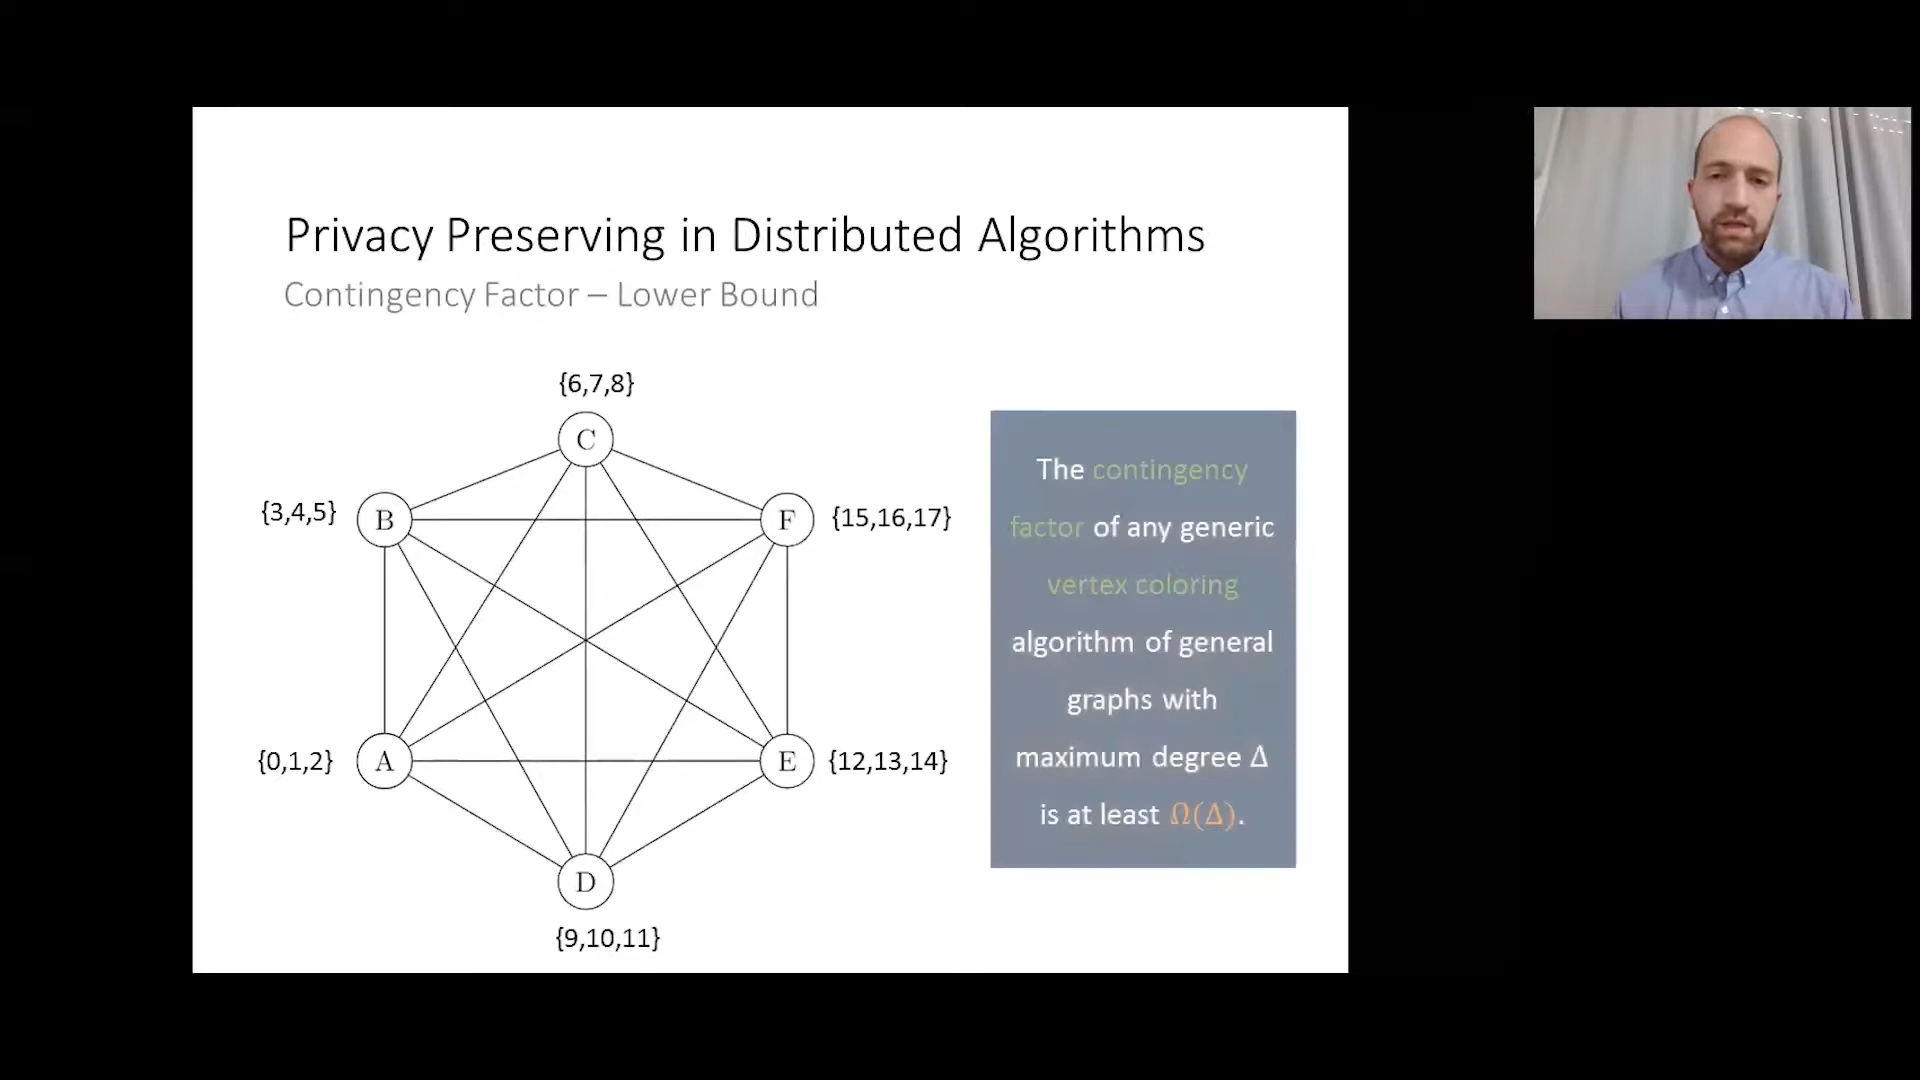 Privacy Preserving in Distributed Algorithms
Contingency Factor – Lower Bound
{6,7,8}
C
{3,4,5}
B
F
{15,16,17}
{0,1,2}
A
E
{12,13,14}
D
{9,10,11}
The contingency
factor of any generic
vertex coloring
algorithm of general
graphs with
maximum degree Δ
is at least Ω(Δ).